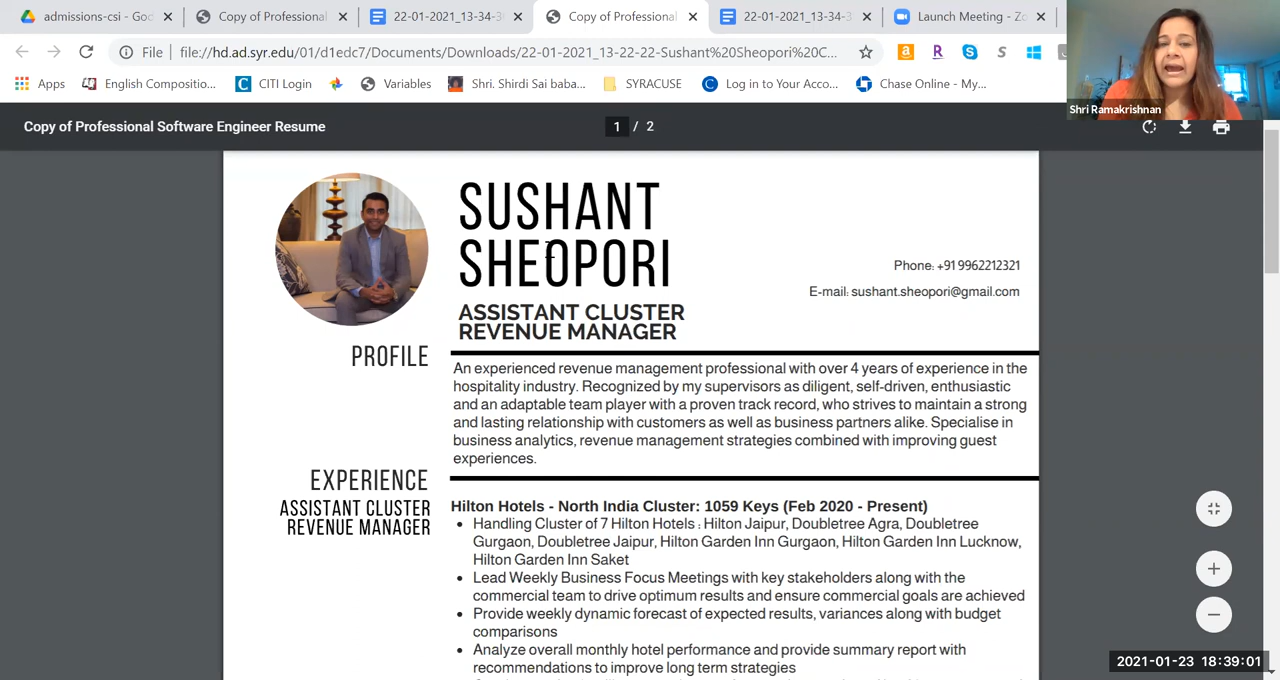 admissions-csi - Goo
Copy of Professional
22-01-2021_13-34-3
Copy of Professional
22-01-2021_13-34-3
Launch Meeting - Zo
File
file://hd.ad.syr.edu/01/d1edc7/Documents/Downloads/22-01-2021_13-22-22-Sushant%20Sheopori%20C...
Apps
English Compositio...
CITI Login
Variables
Shri. Shirdi Sai baba...
SYRACUSE
Log in to Your Acco...
Chase Online - My...
Shri Ramakrishnan
Copy of Professional Software Engineer Resume
1 / 2
SUSHANT
SHEOPORI
ASSISTANT CLUSTER
REVENUE MANAGER
Phone: +91 9962212321
E-mail: sushant.sheopori@gmail.com
PROFILE
An experienced revenue management professional with over 4 years of experience in the
hospitality industry. Recognized by my supervisors as diligent, self-driven, enthusiastic
and an adaptable team player with a proven track record, who strives to maintain a strong
and lasting relationship with customers as well as business partners alike. Specialise in
business analytics, revenue management strategies combined with improving guest
experiences.
EXPERIENCE
ASSISTANT CLUSTER
REVENUE MANAGER
Hilton Hotels - North India Cluster: 1059 Keys (Feb 2020 - Present)
• Handling Cluster of 7 Hilton Hotels : Hilton Jaipur, Doubletree Agra, Doubletree
Gurgaon, Doubletree Jaipur, Hilton Garden Inn Gurgaon, Hilton Garden Inn Lucknow,
Hilton Garden Inn Saket
• Lead Weekly Business Focus Meetings with key stakeholders along with the
commercial team to drive optimum results and ensure commercial goals are achieved
• Provide weekly dynamic forecast of expected results, variances along with budget
comparisons
• Analyze overall monthly hotel performance and provide summary report with
recommendations to improve long term strategies
2021-01-23 18:39:01